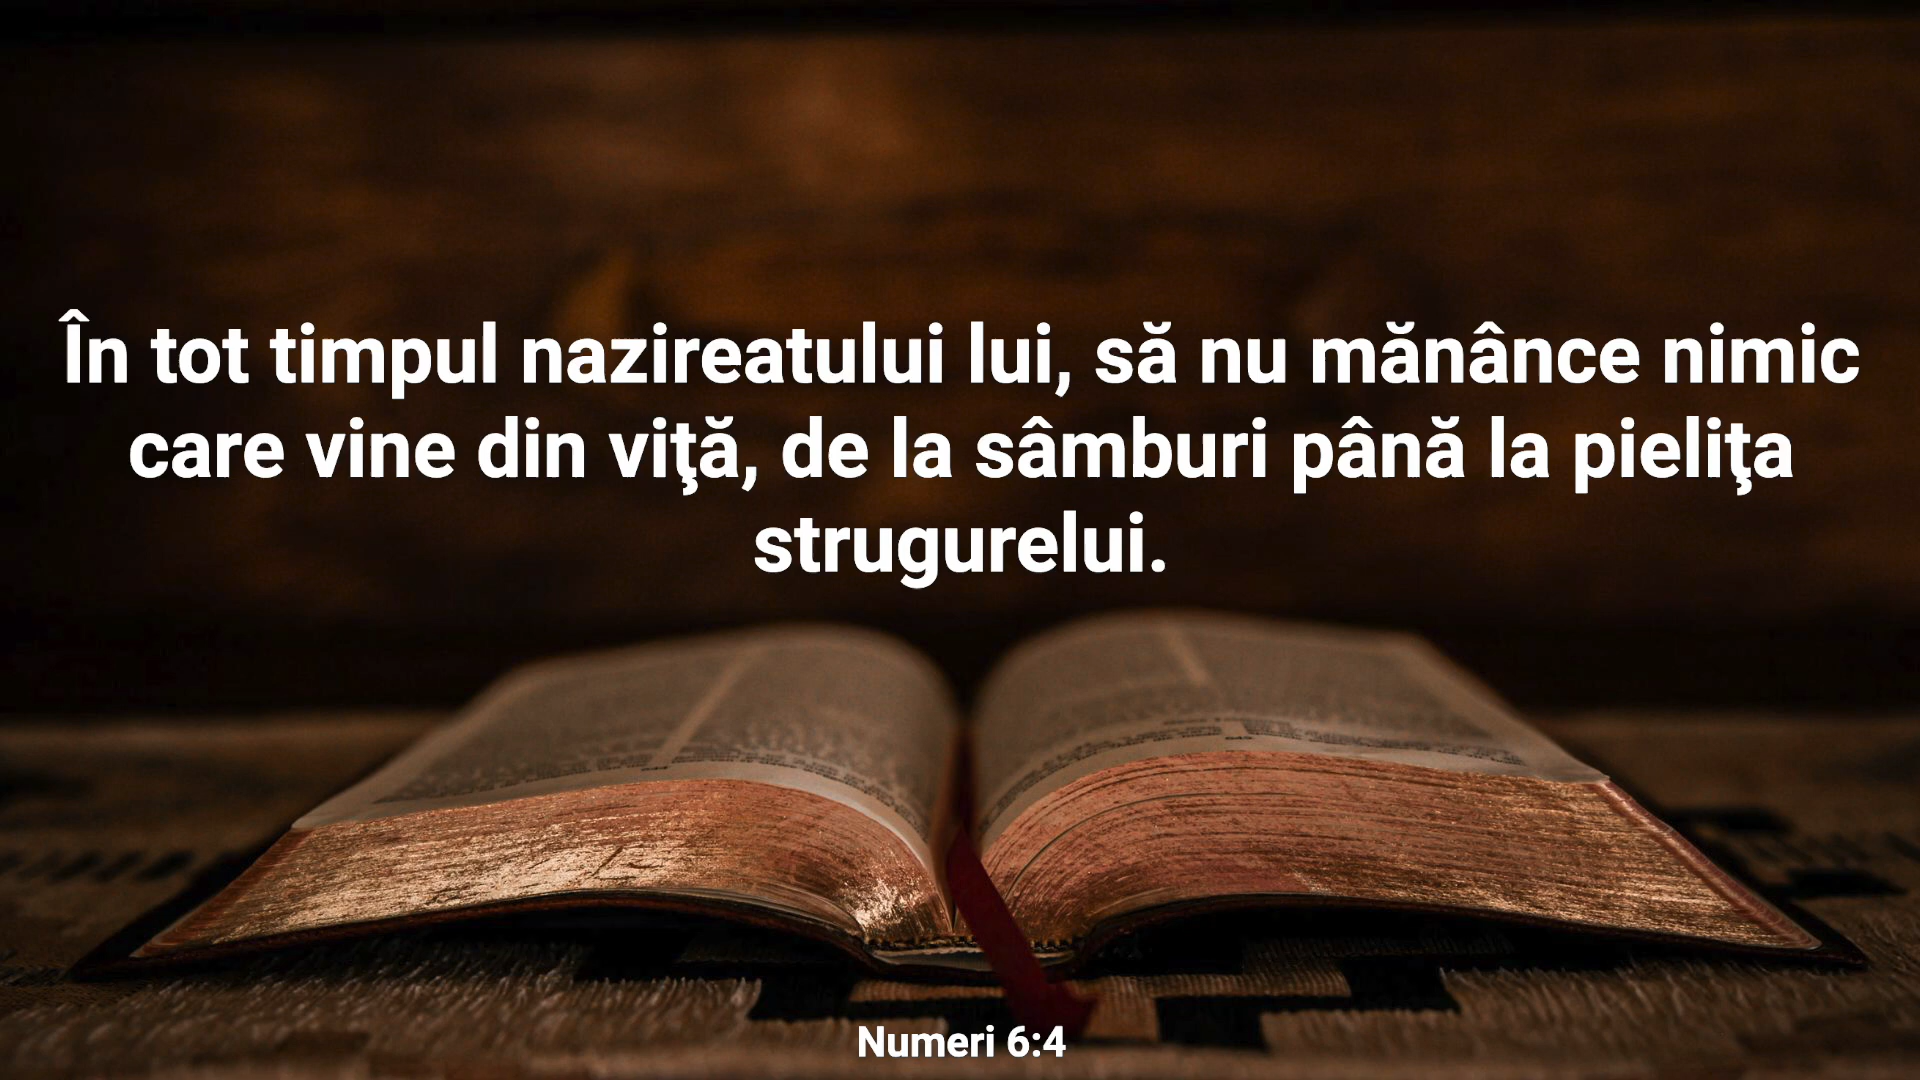 În tot timpul nazireatului lui, să nu mănânce nimic
care vine din viţă, de la sâmburi până la pieliţa
strugurelui.
Numeri 6:4